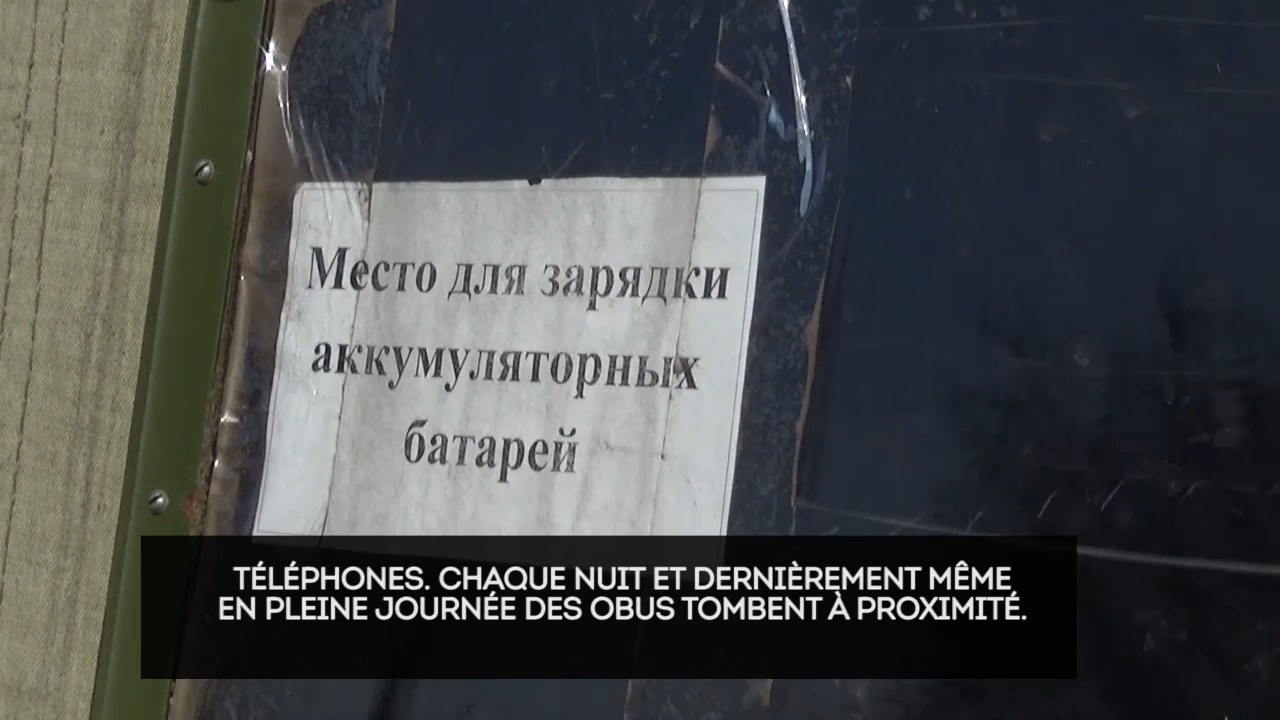 Место для зарядки
аккумуляторных
батарей
TÉLÉPHONES. CHAQUE NUIT ET DERNIÈREMENT MÊME
EN PLEINE JOURNÉE DES OBUS TOMBENT À PROXIMITÉ.